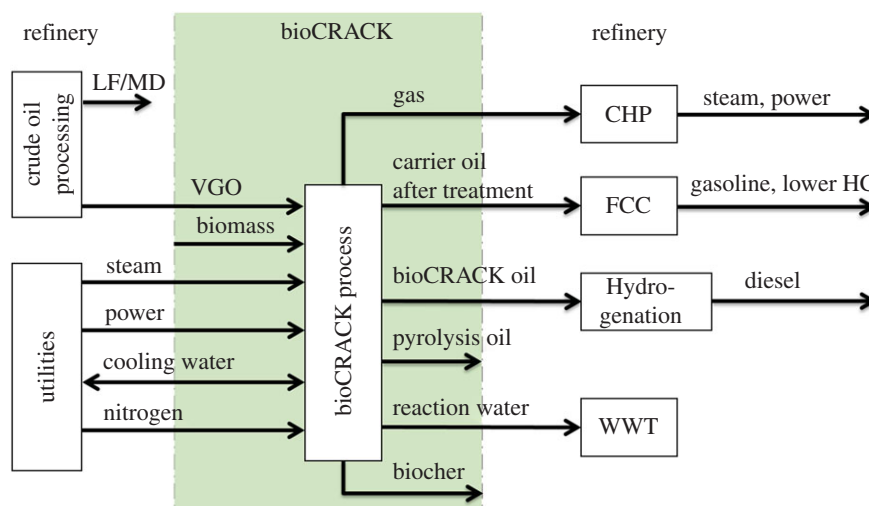 refinery
bioCRACK
refinery
crude oil
processing
LF/MD
VGO
biomass
utilities
steam
power
cooling water
nitrogen
bioCRACK process
gas
carrier oil
after treatment
bioCRACK oil
pyrolysis oil
reaction water
biocher
CHP
steam, power
FCC
gasoline, lower HC
Hydro-
genation
diesel
WWT